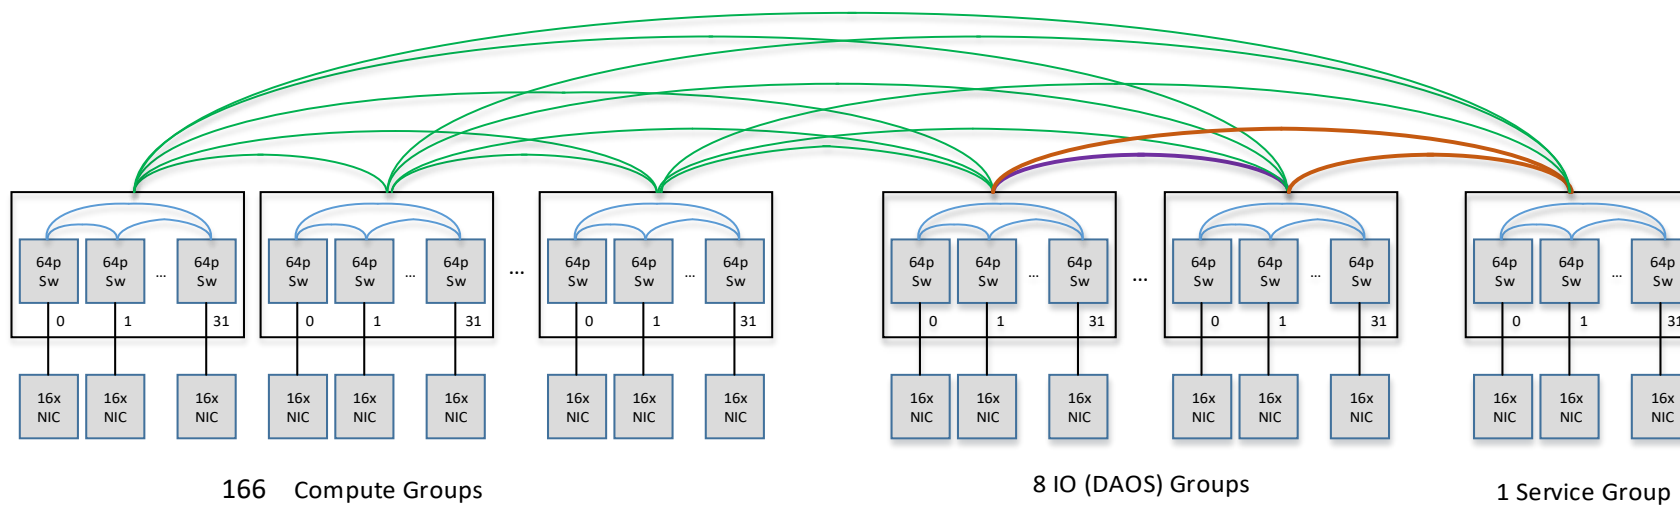 64p Sw 64p Sw ... 64p Sw
0 1 31
16x NIC 16x NIC 16x NIC
64p Sw 64p Sw ... 64p Sw
0 1 31
16x NIC 16x NIC 16x NIC
...
64p Sw 64p Sw ... 64p Sw
0 1 31
16x NIC 16x NIC 16x NIC
166 Compute Groups
64p Sw 64p Sw ... 64p Sw
0 1 31
16x NIC 16x NIC 16x NIC
...
64p Sw 64p Sw ... 64p Sw
0 1 31
16x NIC 16x NIC 16x NIC
8 IO (DAOS) Groups
64p Sw 64p Sw ... 64p Sw
0 1 31
16x NIC 16x NIC 16x NIC
1 Service Group